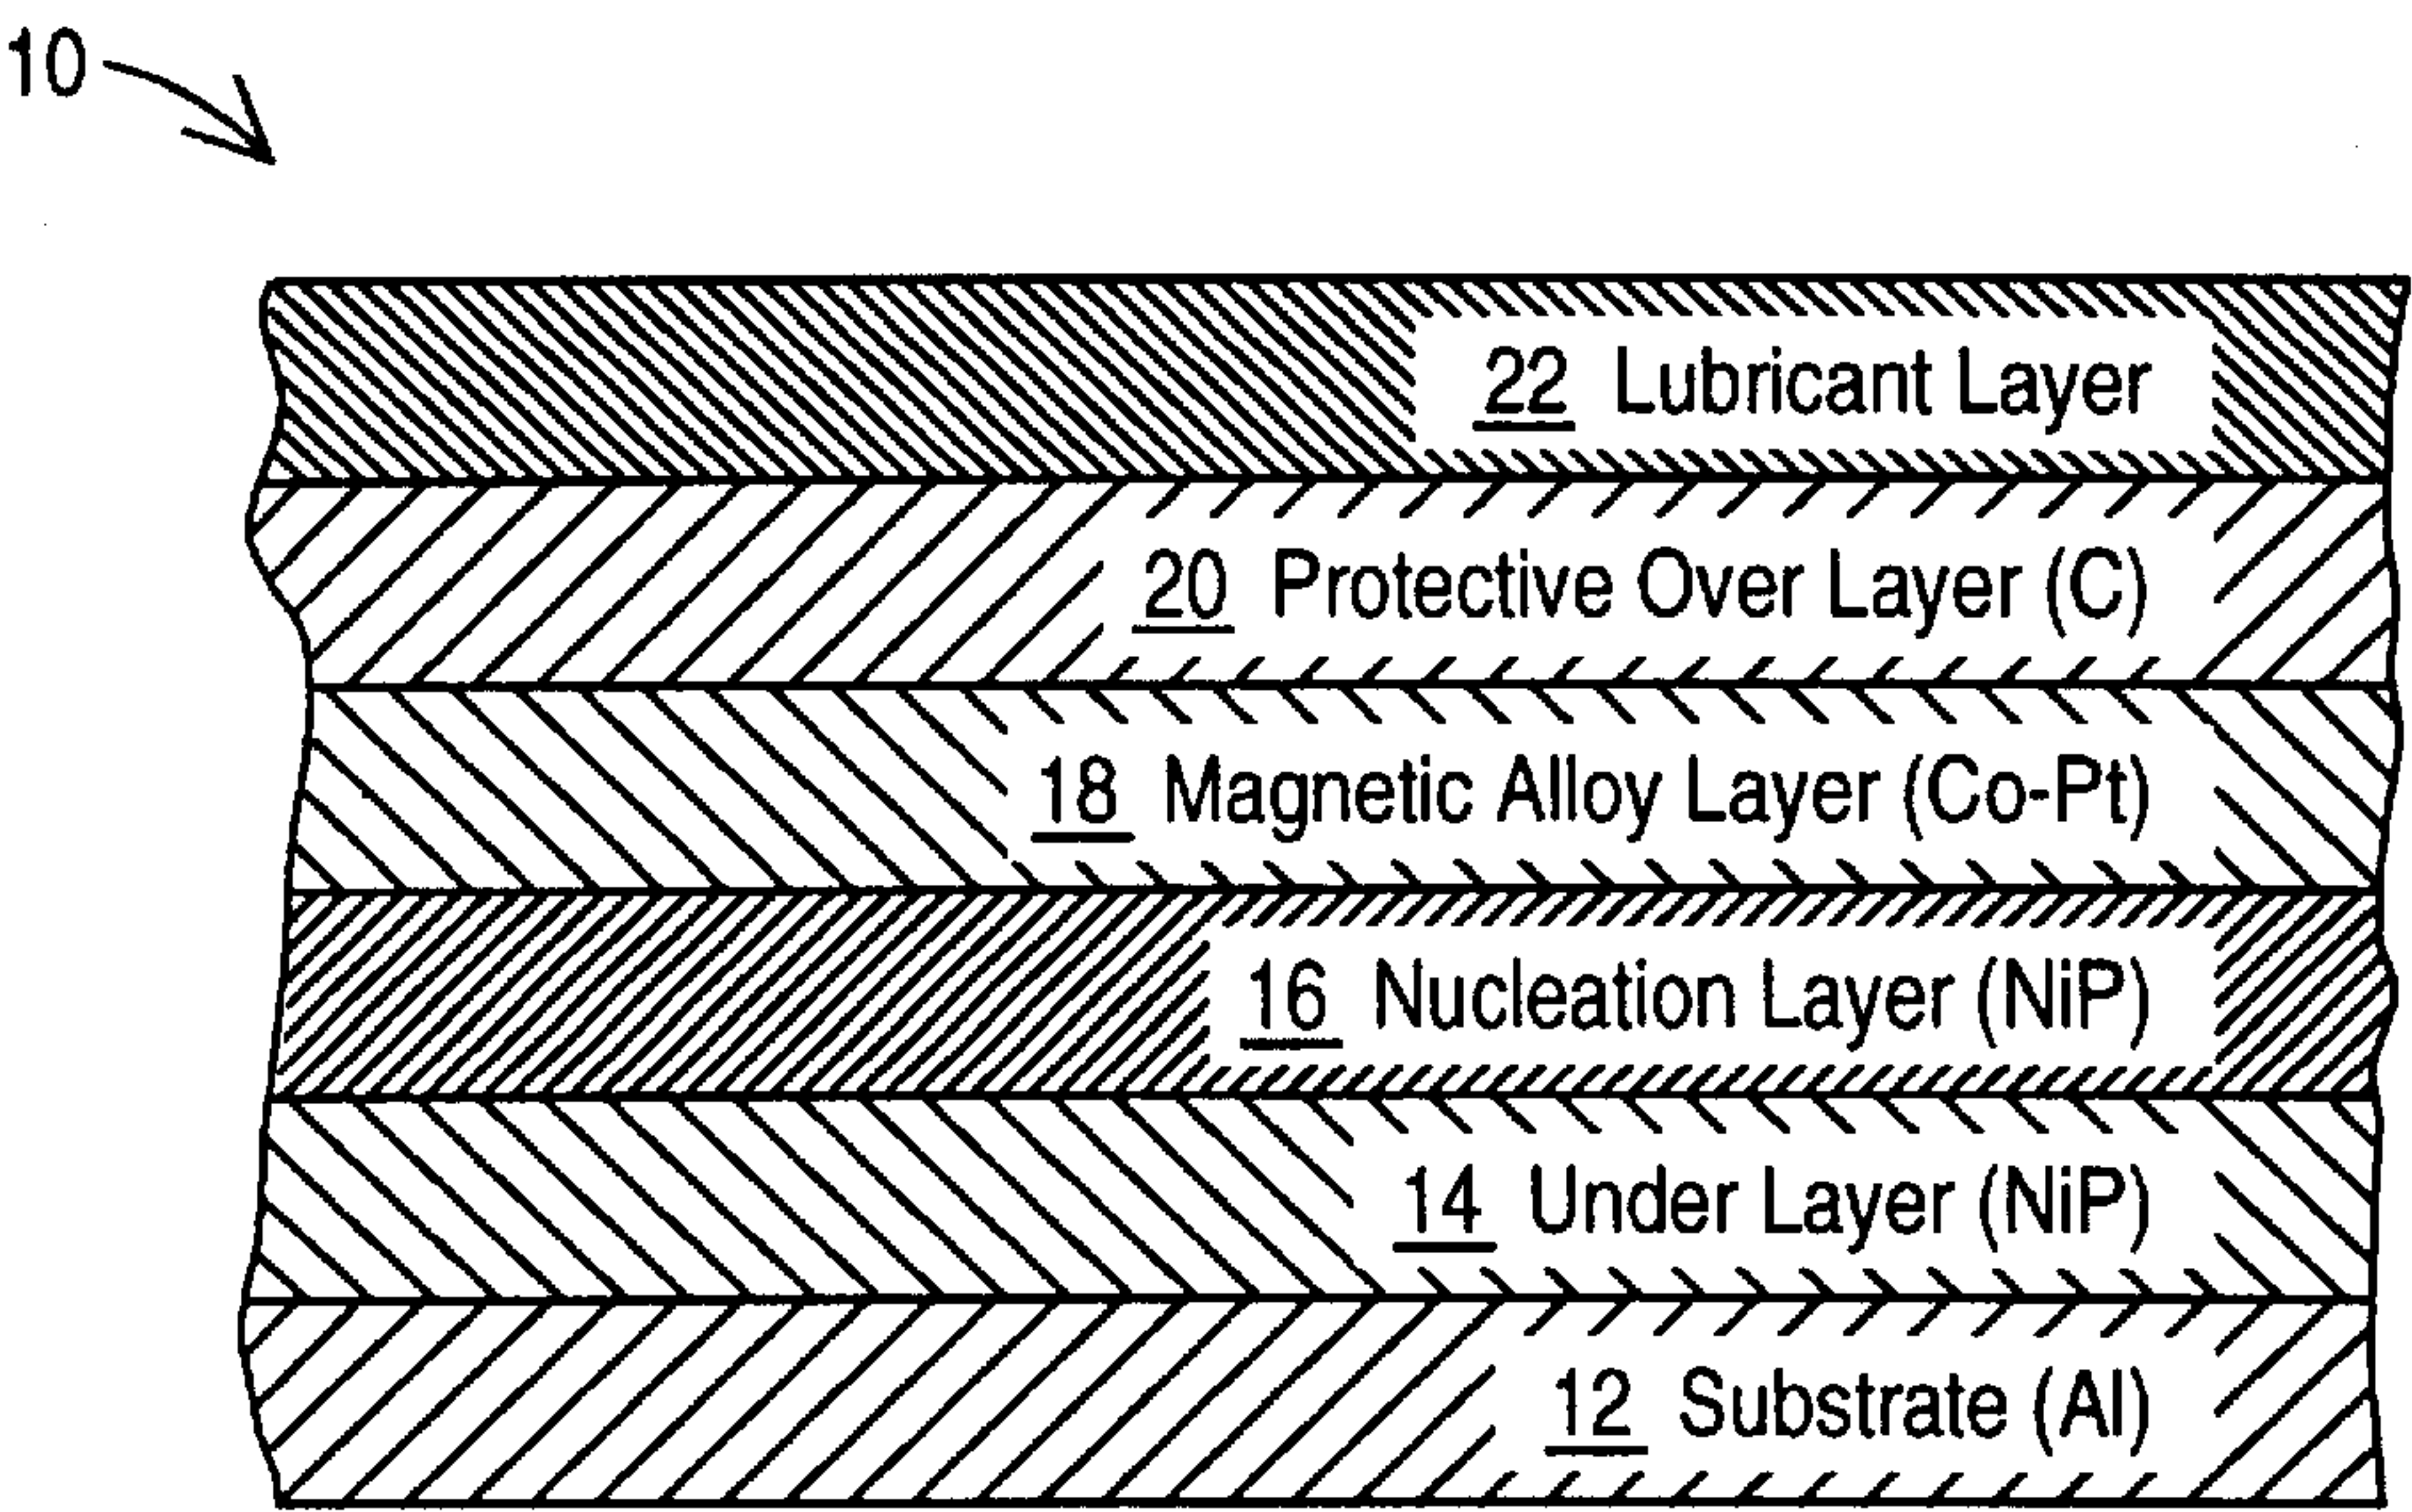 10
22 Lubricant Layer
20 Protective Over Layer (C)
18 Magnetic Alloy Layer (Co-Pt)
16 Nucleation Layer (NiP)
14 Under Layer (NiP)
12 Substrate (Al)